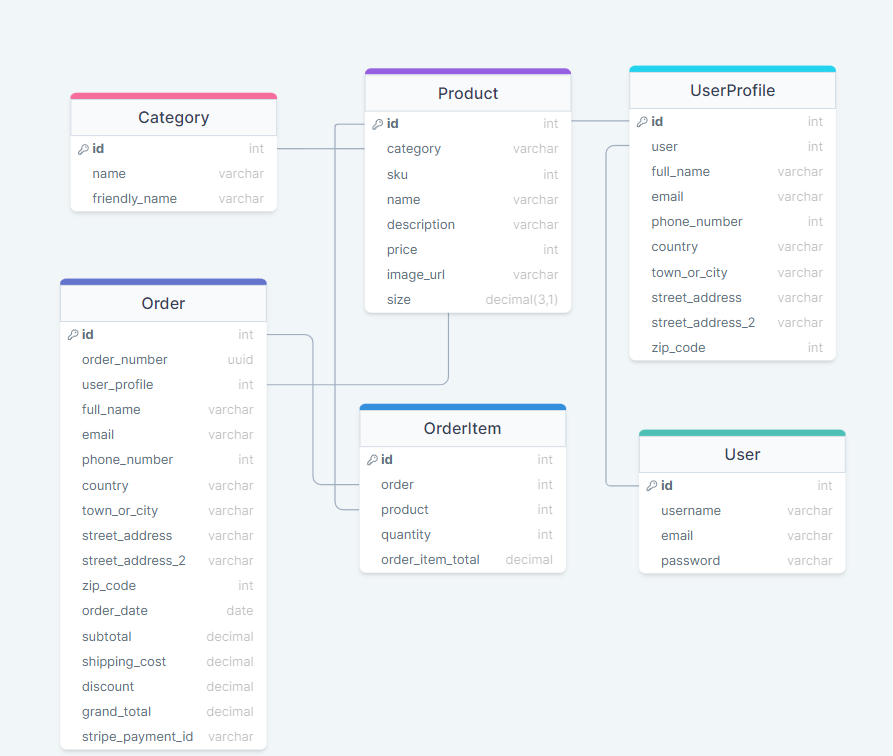 Category
id int
name varchar
friendly_name varchar
Product
id int
category varchar
sku int
name varchar
description varchar
price int
image_url varchar
size decimal(3,1)
UserProfile
id int
user int
full_name varchar
email varchar
phone_number int
country varchar
town_or_city varchar
street_address varchar
street_address_2 varchar
zip_code int
Order
id int
order_number uuid
user_profile int
full_name varchar
email varchar
phone_number int
country varchar
town_or_city varchar
street_address varchar
street_address_2 varchar
zip_code int
order_date date
subtotal decimal
shipping_cost decimal
discount decimal
grand_total decimal
stripe_payment_id varchar
OrderItem
id int
order int
product int
quantity int
order_item_total decimal
User
id int
username varchar
email varchar
password varchar